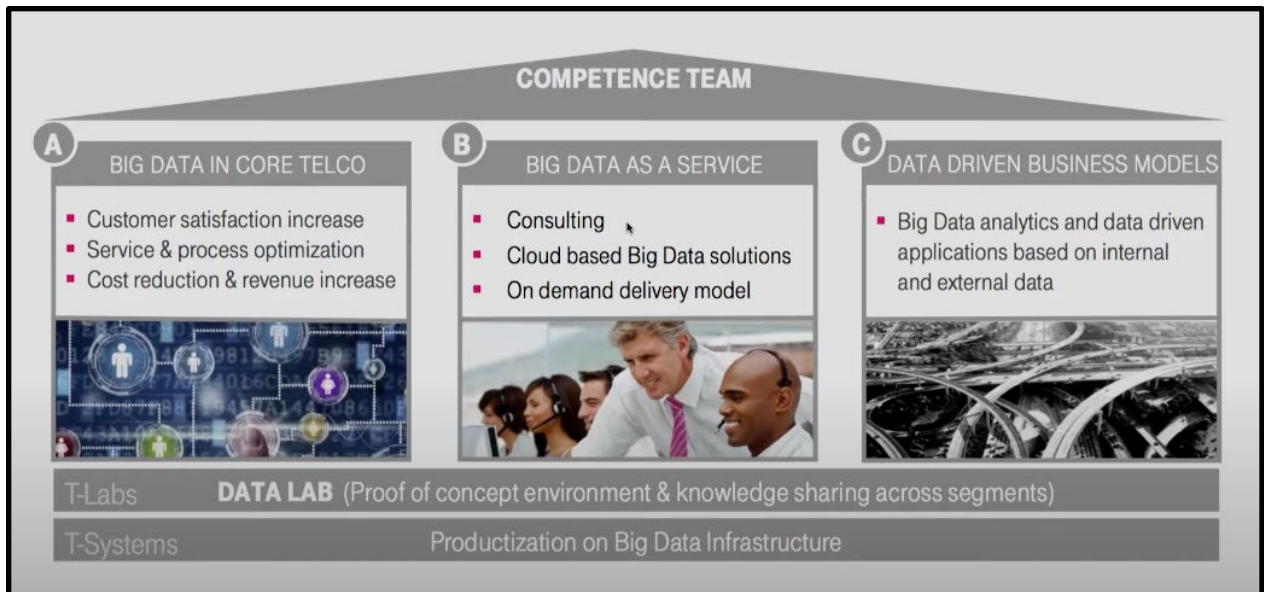 COMPETENCE TEAM
A
BIG DATA IN CORE TELCO
▪ Customer satisfaction increase
▪ Service & process optimization
▪ Cost reduction & revenue increase
B
BIG DATA AS A SERVICE
▪ Consulting
▪ Cloud based Big Data solutions
▪ On demand delivery model
C
DATA DRIVEN BUSINESS MODELS
▪ Big Data analytics and data driven
applications based on internal
and external data
T-Labs DATA LAB (Proof of concept environment & knowledge sharing across segments)
T-Systems Productization on Big Data Infrastructure